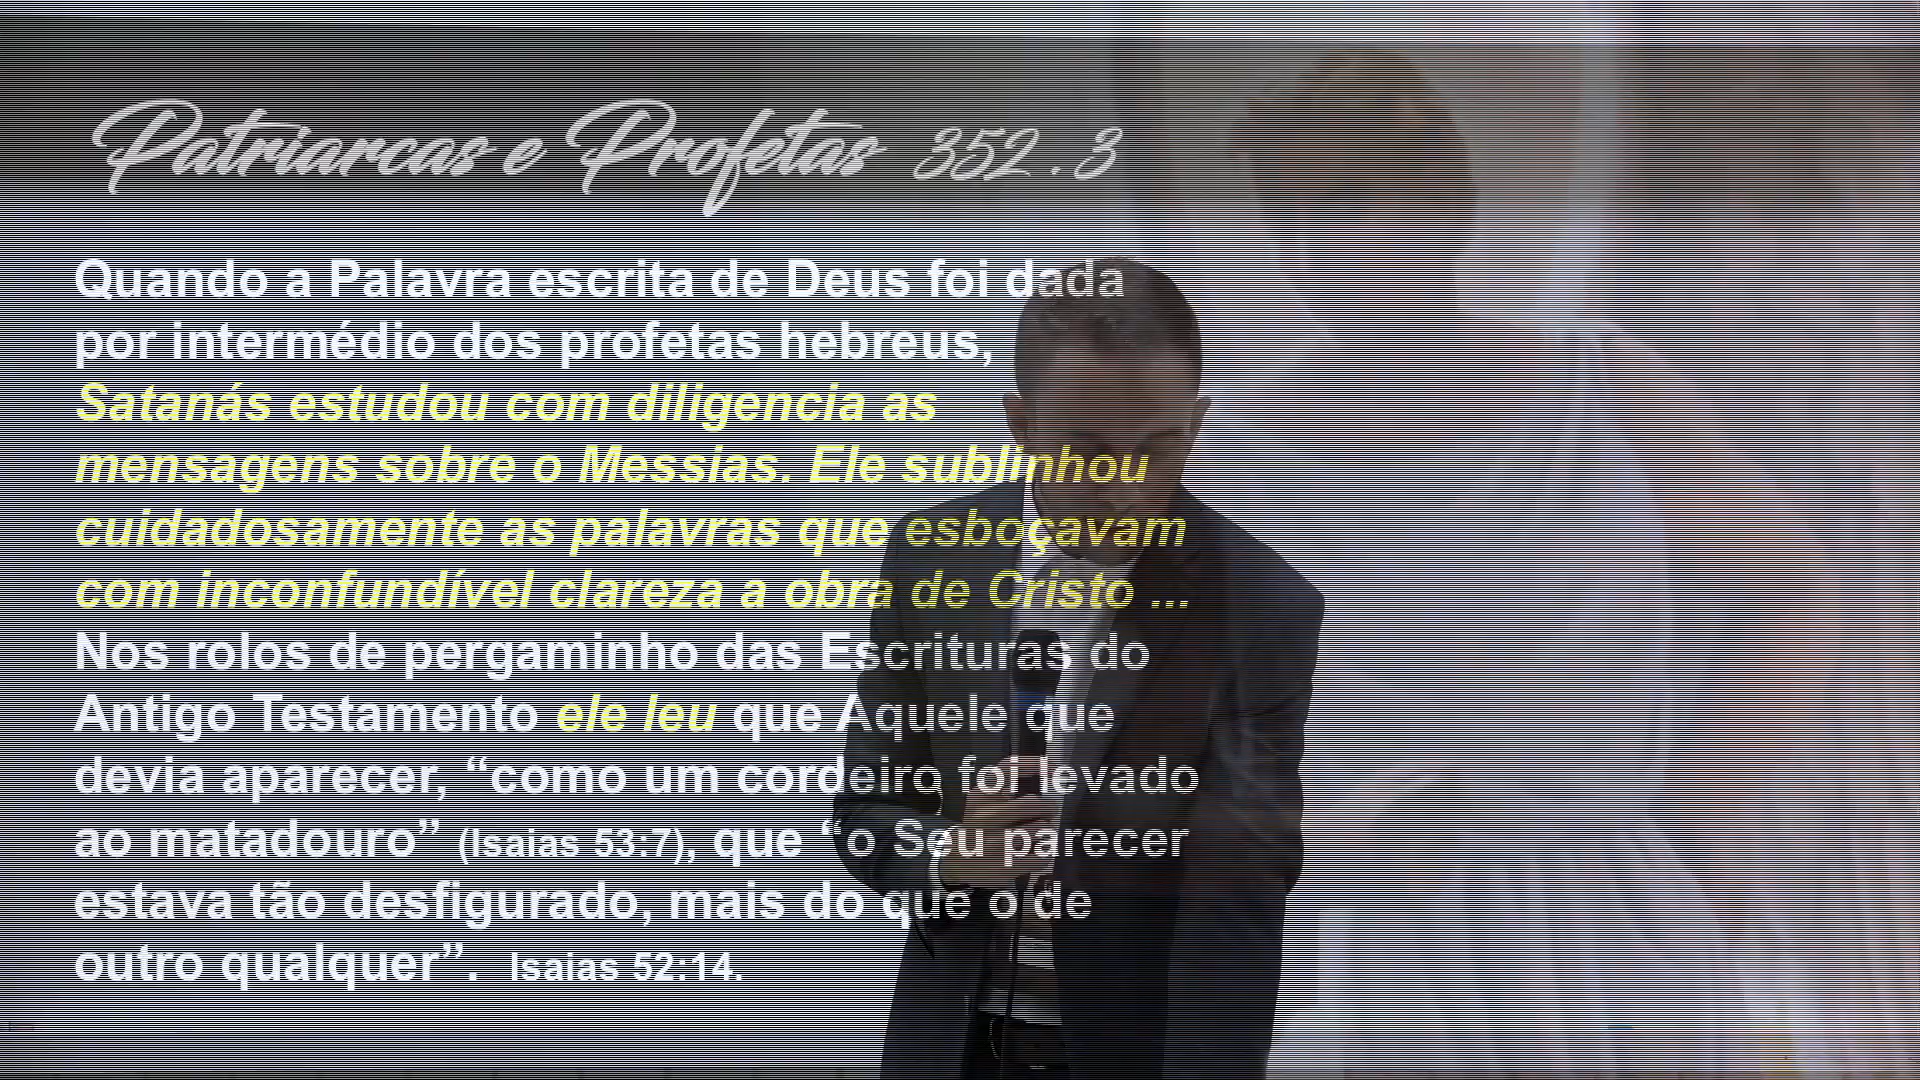 Patriarcas e Profetas 352.3
Quando a Palavra escrita de Deus foi dada
por intermédio dos profetas hebreus,
Satanás estudou com diligencia as
mensagens sobre o Messias. Ele sublinhou
cuidadosamente as palavras que esboçavam
com inconfundível clareza a obra de Cristo ...
Nos rolos de pergaminho das Escrituras do
Antigo Testamento ele leu que Aquele que
devia aparecer, “como um cordeiro foi levado
ao matadouro” (Isaias 53:7), que “o Seu parecer
estava tão desfigurado, mais do que o de
outro qualquer”. Isaias 52:14.